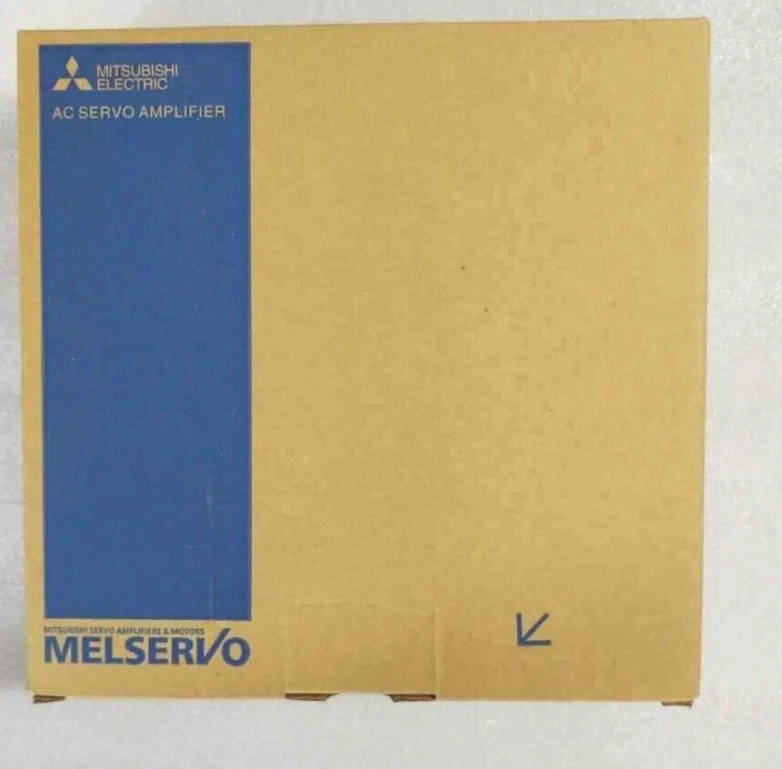 MITSUBISHI
ELECTRIC
AC SERVO AMPLIFIER
MITSUBISHI SERVO AMPLIFIERS & MOTORS
MELSERVO